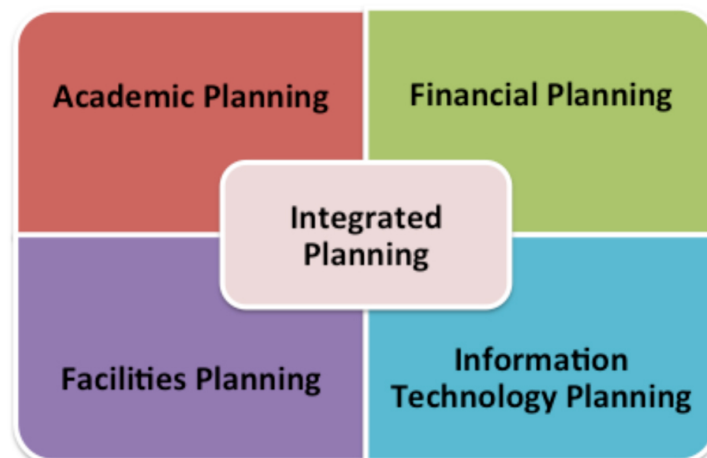 Academic Planning
Financial Planning
Integrated
Planning
Facilities Planning
Information
Technology Planning